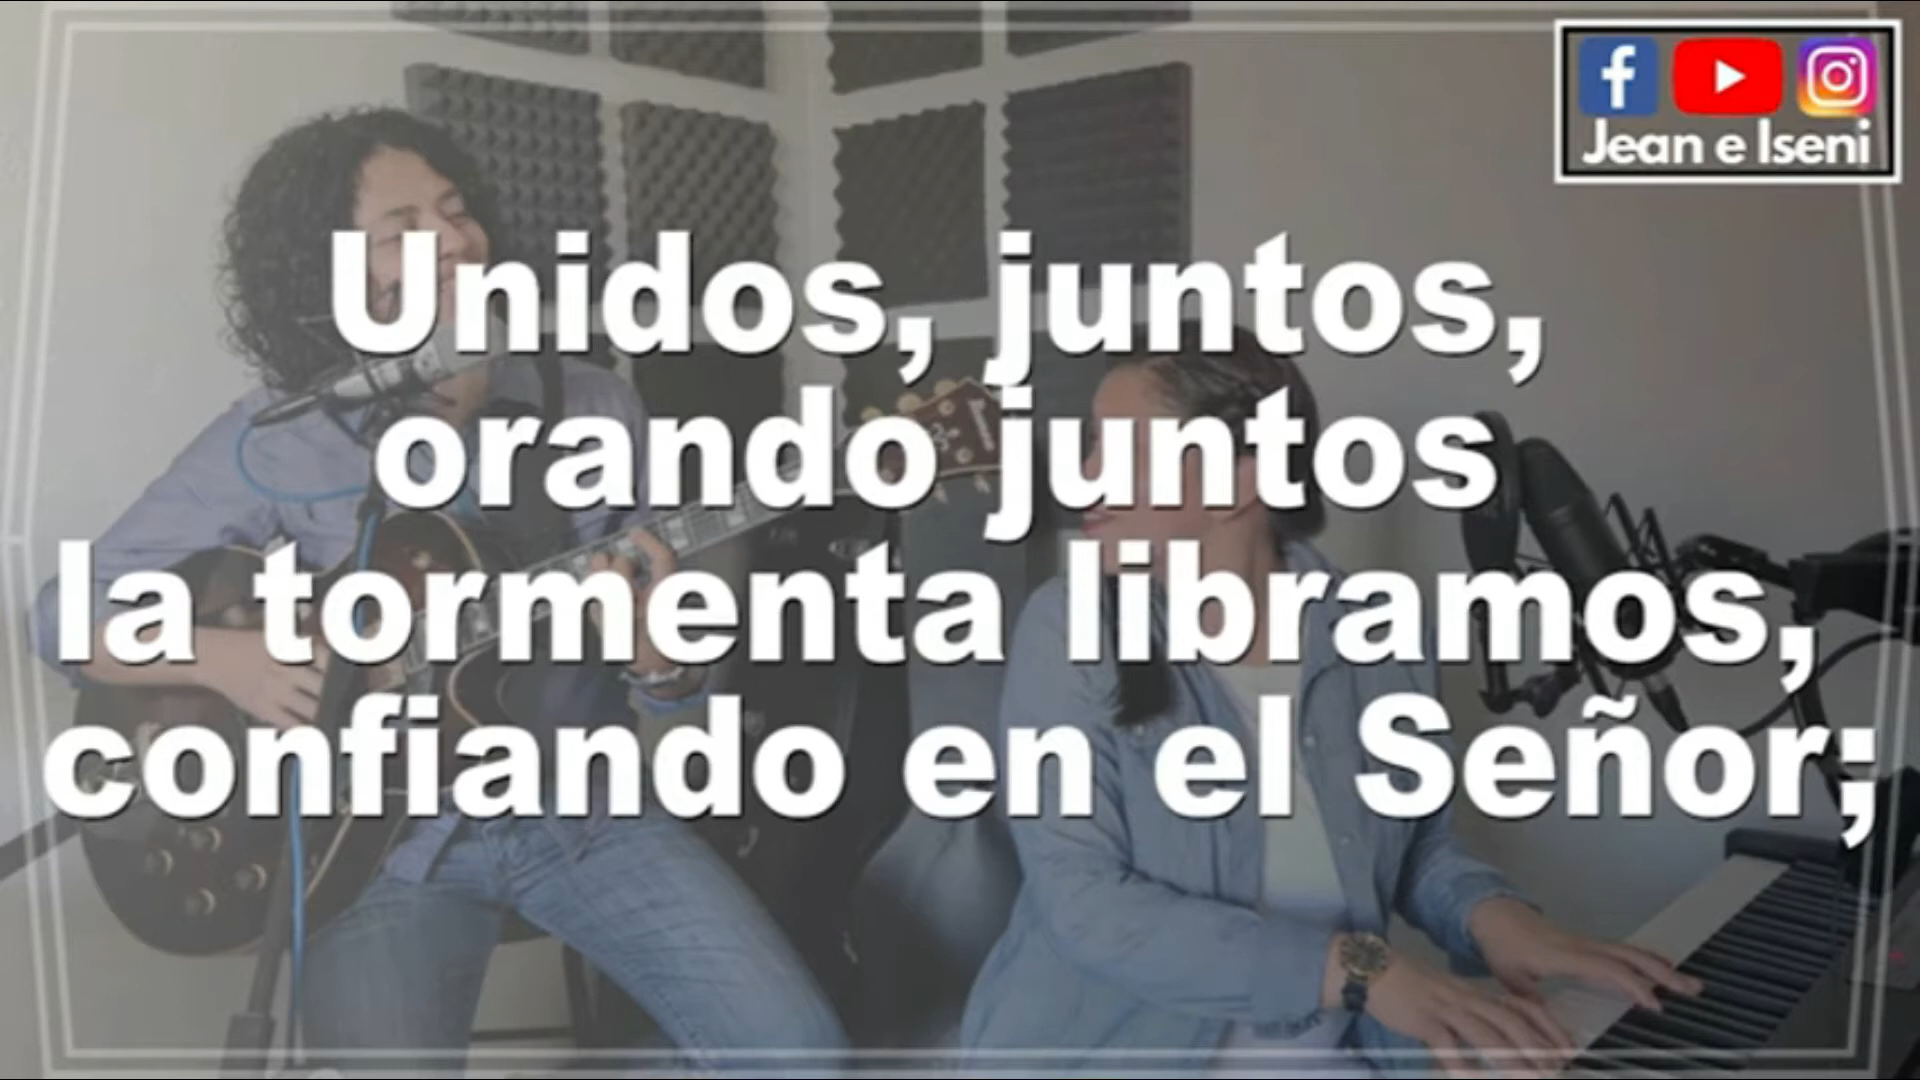 Jean e Iseni
Unidos, juntos,
orando juntos
la tormenta libramos,
confiando en el Señor;